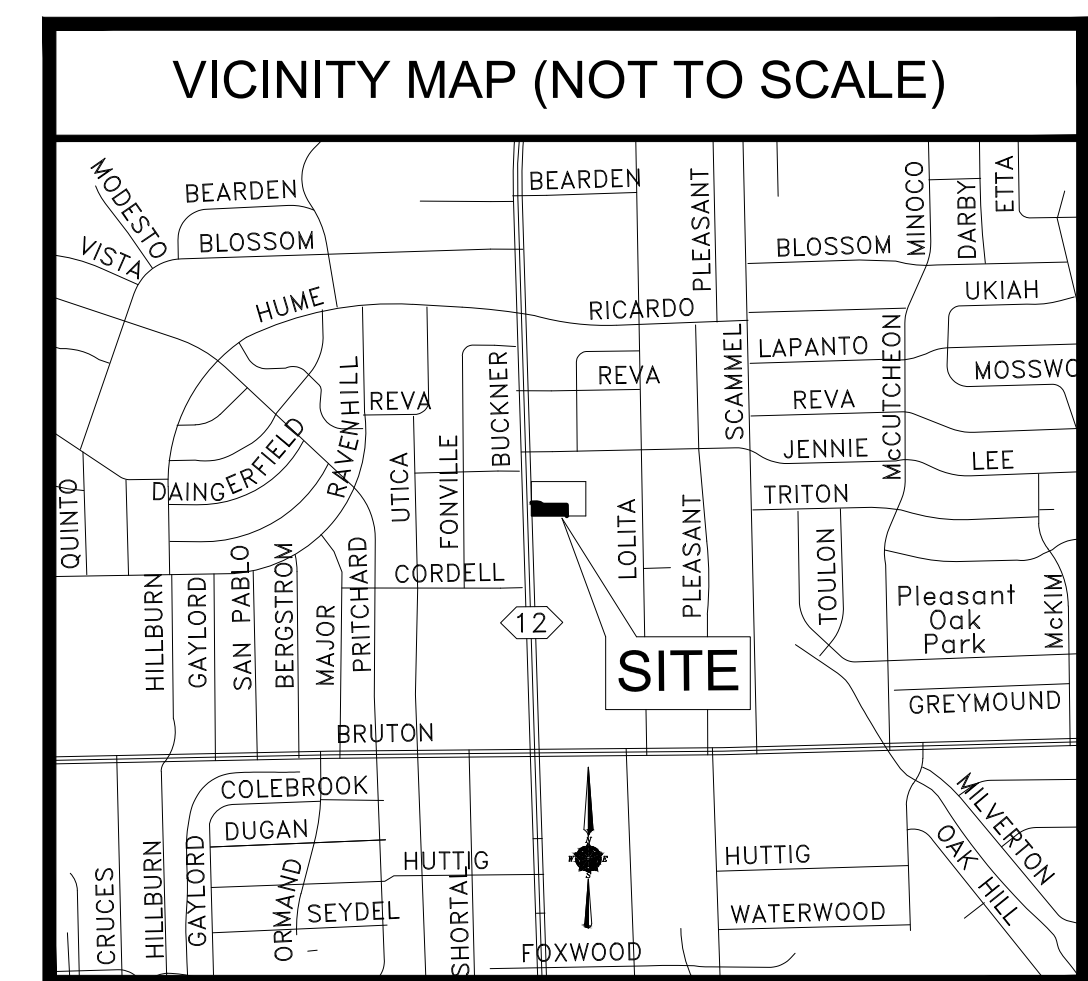 VICINITY MAP (NOT TO SCALE)
MODESTO
BEARDEN
BEARDEN
PLEASANT
MINOCO
DARBY
ETTA
VISTA
BLOSSOM
BLOSSOM
HUME
RICARDO
UKIAH
SCAMMEL
LAPANTO
McCUTCHEON
MOSSWO
RAVENHILL
REVA
BUCKNER
REVA
REVA
DAINGERFIELD
UTICA
FONVILLE
JENNIE
LEE
QUINTO
TRITON
LOLITA
PLEASANT
TOULON
HILLBURN
GAYLORD
SAN PABLO
BERGSTROM
MAJOR
PRITCHARD
CORDELL
12
Pleasant
Oak
Park
McKIM
SITE
GREYMOUND
BRUTON
COLEBROOK
DUGAN
HUTTIG
HUTTIG
MILVERTON
OAK HILL
CRUCES
HILLBURN
GAYLORD
ORMAND
SEYDEL
SHORTAL
WATERWOOD
FOXWOOD
N
W
E
S